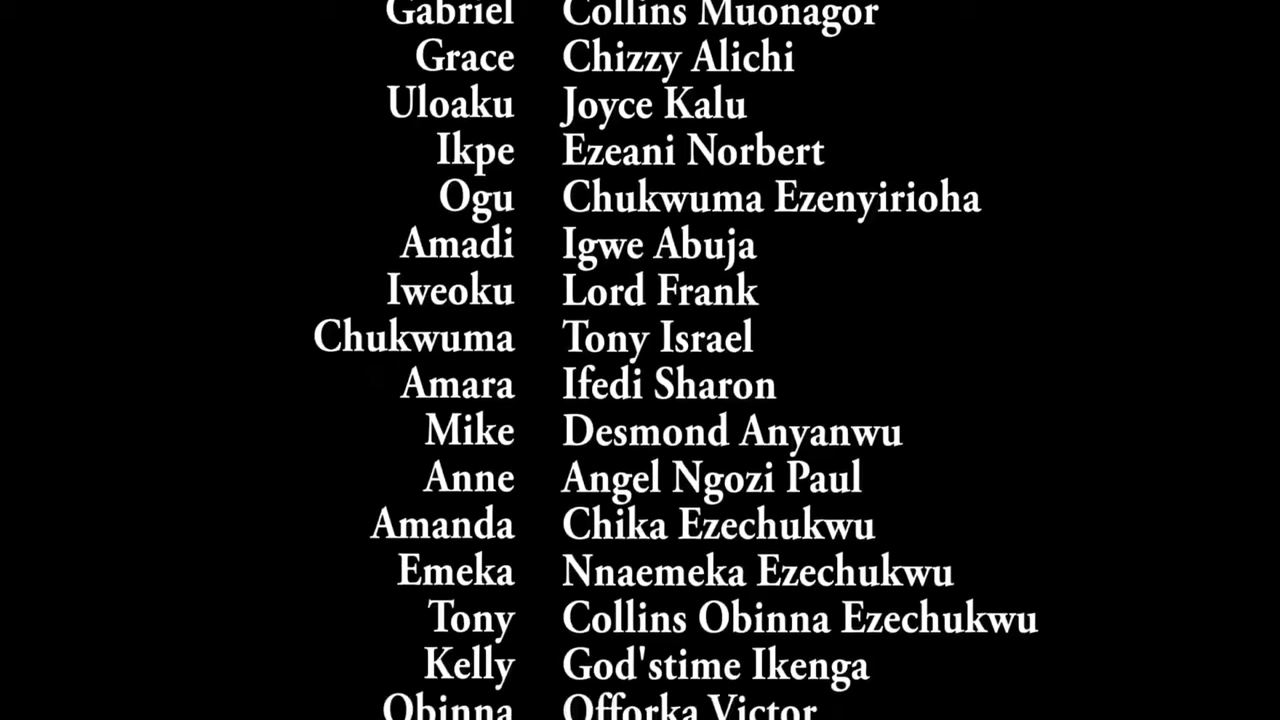 Gabriel Collins Muonagor
Grace Chizzy Alichi
Uloaku Joyce Kalu
Ikpe Ezeani Norbert
Ogu Chukwuma Ezenyirioha
Amadi Igwe Abuja
Iweoku Lord Frank
Chukwuma Tony Israel
Amara Ifedi Sharon
Mike Desmond Anyanwu
Anne Angel Ngozi Paul
Amanda Chika Ezechukwu
Emeka Nnaemeka Ezechukwu
Tony Collins Obinna Ezechukwu
Kelly God'stime Ikenga
Obinna Offorka Victor